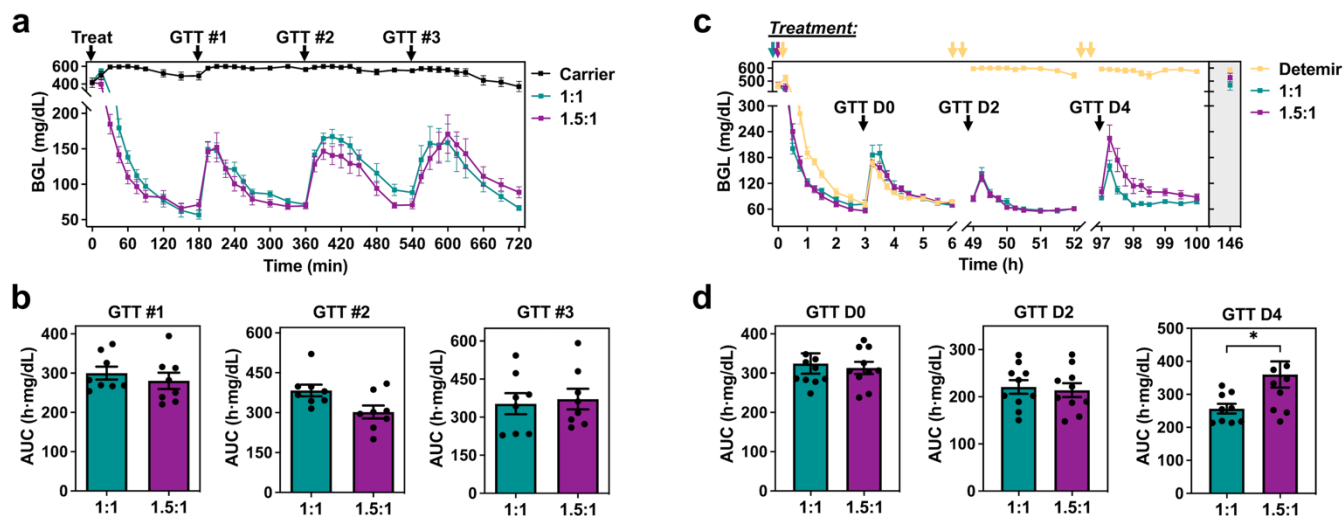 a
Treat GTT #1 GTT #2 GTT #3
600
400
200
150
100
50
BGL (mg/dL)
0 60 120 180 240 300 360 420 480 540 600 660 720
Time (min)
Carrier
1:1
1.5:1
c
Treatment:
600
500
300
240
180
120
60
BGL (mg/dL)
GTT D0 GTT D2 GTT D4
0 1 2 3 4 5 6 49 50 51 52 97 98 99 100 146
Time (h)
Detemir
1:1
1.5:1
b
GTT #1
AUC (h·mg/dL)
400
300
200
100
0
1:1 1.5:1
GTT #2
AUC (h·mg/dL)
600
450
300
150
0
1:1 1.5:1
GTT #3
AUC (h·mg/dL)
600
450
300
150
0
1:1 1.5:1
d
GTT D0
AUC (h·mg/dL)
400
300
200
100
0
1:1 1.5:1
GTT D2
AUC (h·mg/dL)
300
200
100
0
1:1 1.5:1
GTT D4
AUC (h·mg/dL)
500
400
300
200
100
0
*
1:1 1.5:1